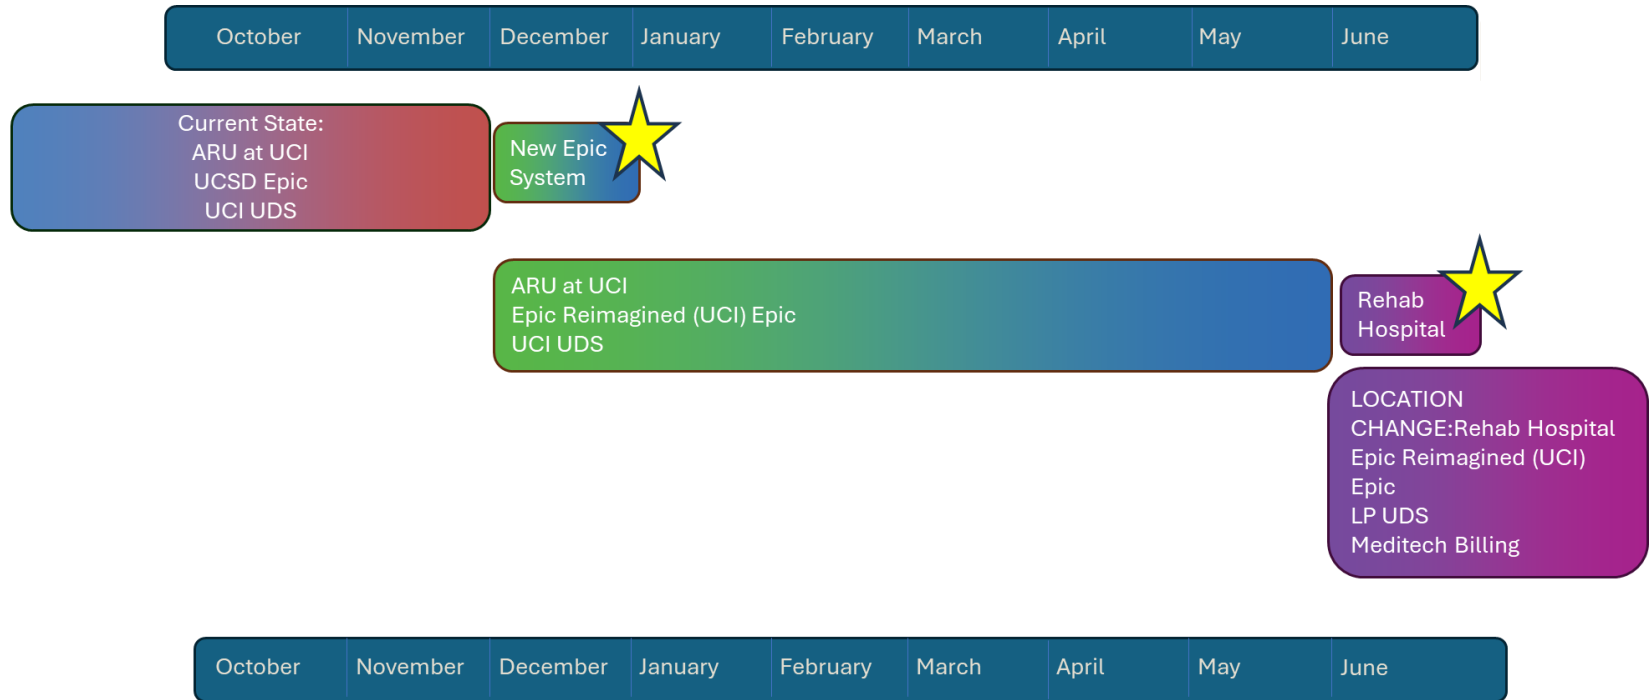 October November December January February March April May June
Current State:
ARU at UCI
UCSD Epic
UCI UDS
New Epic
System
ARU at UCI
Epic Reimagined (UCI) Epic
UCI UDS
Rehab
Hospital
LOCATION
CHANGE:Rehab Hospital
Epic Reimagined (UCI)
Epic
LP UDS
Meditech Billing
October November December January February March April May June